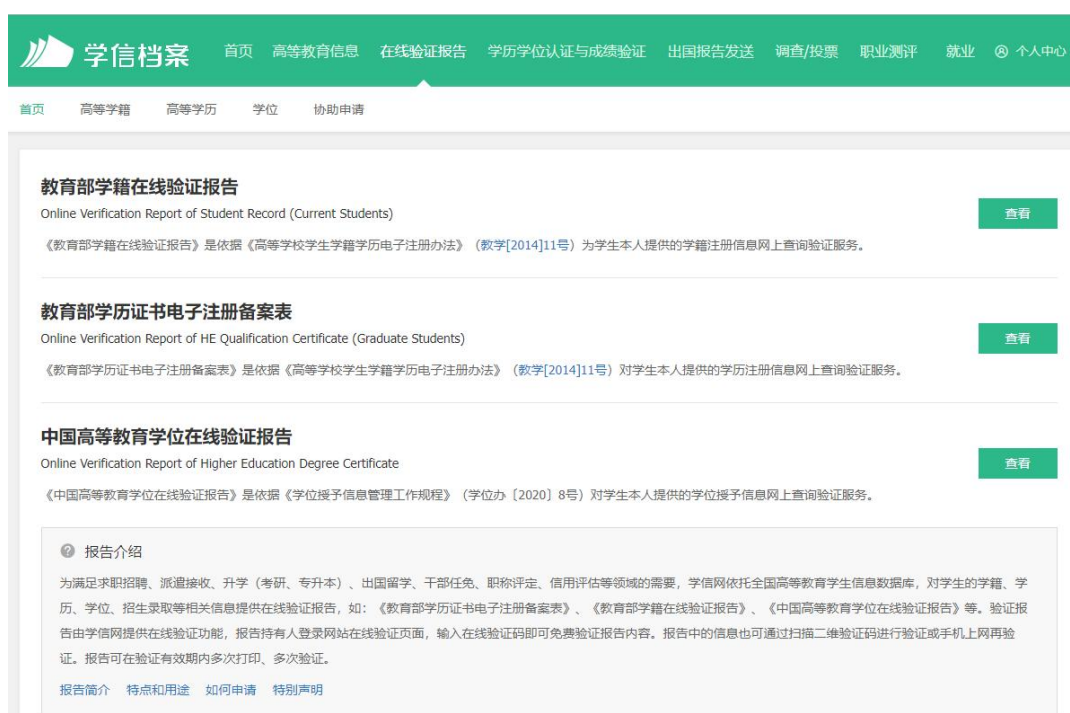 学信档案 首页 高等教育信息 在线验证报告 学历学位认证与成绩验证 出国报告发送 调查/投票 职业测评 就业 个人中心
首页 高等学籍 高等学历 学位 协助申请
教育部学籍在线验证报告
Online Verification Report of Student Record (Current Students)
查看
《教育部学籍在线验证报告》是依据《高等学校学生学籍学历电子注册办法》（教学[2014]11号）为学生本人提供的学籍注册信息网上查询验证服务。
教育部学历证书电子注册备案表
Online Verification Report of HE Qualification Certificate (Graduate Students)
查看
《教育部学历证书电子注册备案表》是依据《高等学校学生学籍学历电子注册办法》（教学[2014]11号）对学生本人提供的学历注册信息网上查询验证服务。
中国高等教育学位在线验证报告
Online Verification Report of Higher Education Degree Certificate
查看
《中国高等教育学位在线验证报告》是依据《学位授予信息管理工作规程》（学位办〔2020〕8号）对学生本人提供的学位授予信息网上查询验证服务。
? 报告介绍
为满足求职招聘、派遣接收、升学（考研、专升本）、出国留学、干部任免、职称评定、信用评估等领域的需要，学信网依托全国高等教育学生信息数据库，对学生的学籍、学
历、学位、招生录取等相关信息提供在线验证报告，如：《教育部学历证书电子注册备案表》、《教育部学籍在线验证报告》、《中国高等教育学位在线验证报告》等。验证报
告由学信网提供在线验证功能，报告持有人登录网站在线验证页面，输入在线验证码即可免费验证报告内容。报告中的信息也可通过扫描二维验证码进行验证或手机上网再验
证。报告可在验证有效期内多次打印、多次验证。
报告简介 特点和用途 如何申请 特别声明